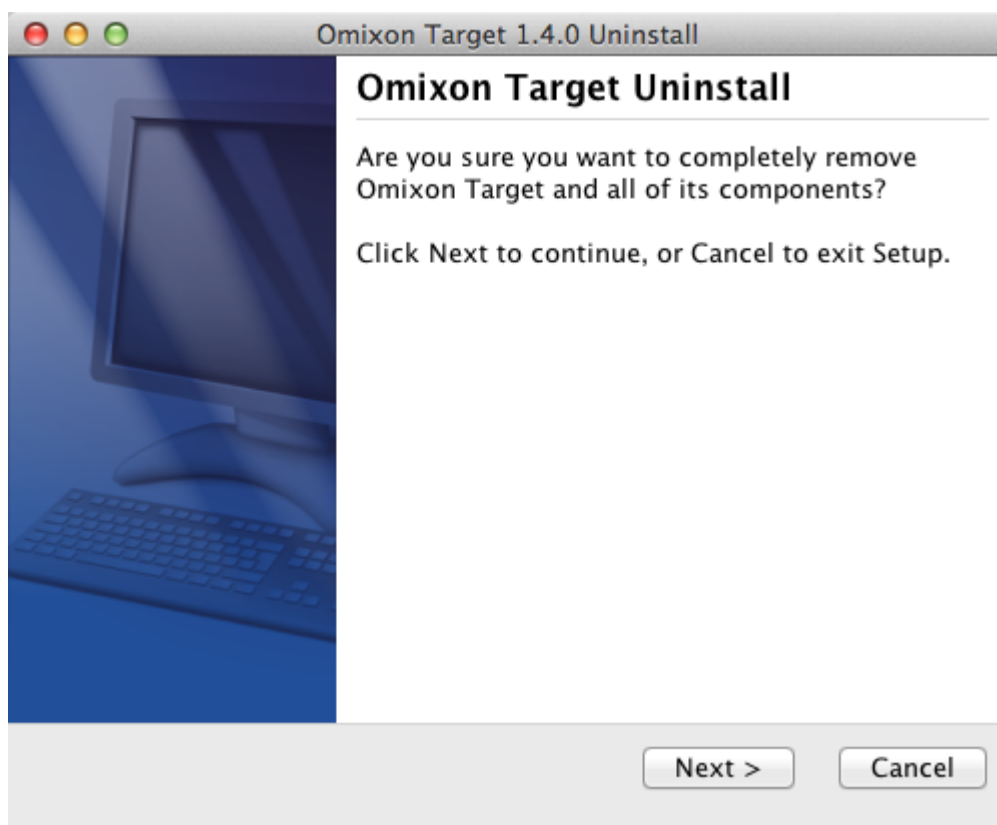 Omixon Target 1.4.0 Uninstall
Omixon Target Uninstall
Are you sure you want to completely remove
Omixon Target and all of its components?
Click Next to continue, or Cancel to exit Setup.
Next >
Cancel